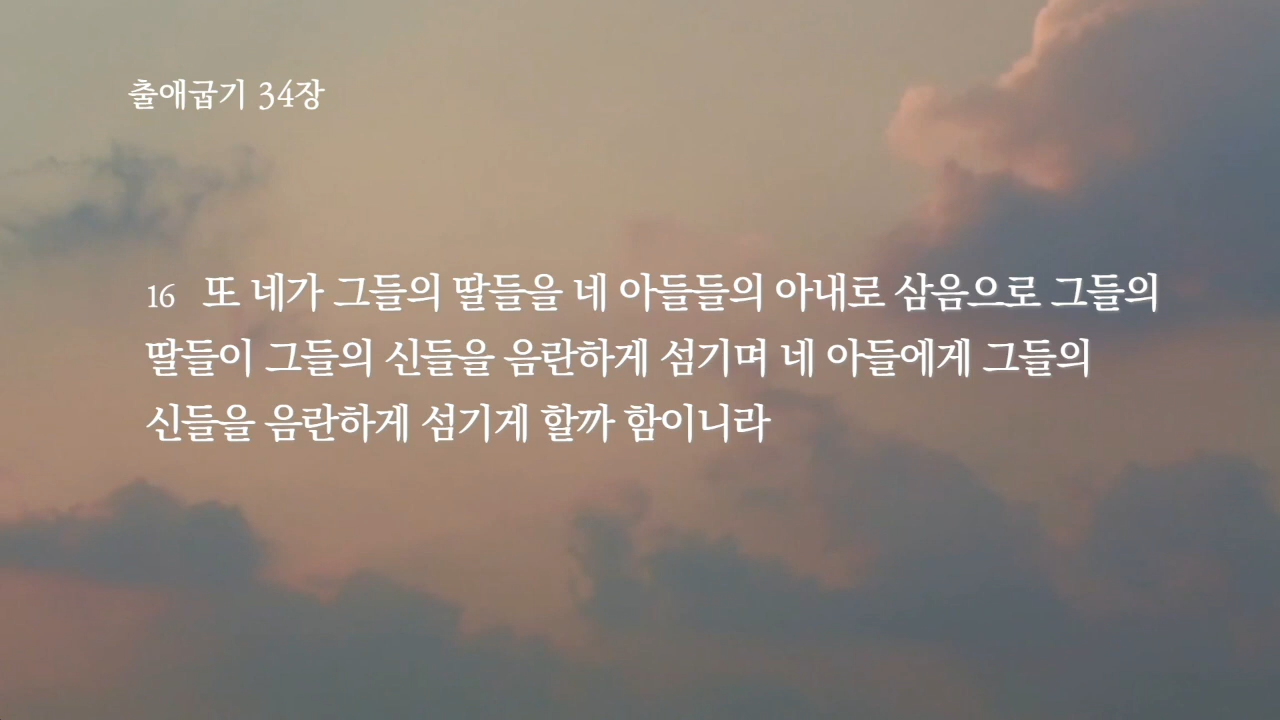 출애굽기 34장
16 또 네가 그들의 딸들을 네 아들들의 아내로 삼음으로 그들의
딸들이 그들의 신들을 음란하게 섬기며 네 아들에게 그들의
신들을 음란하게 섬기게 할까 함이니라